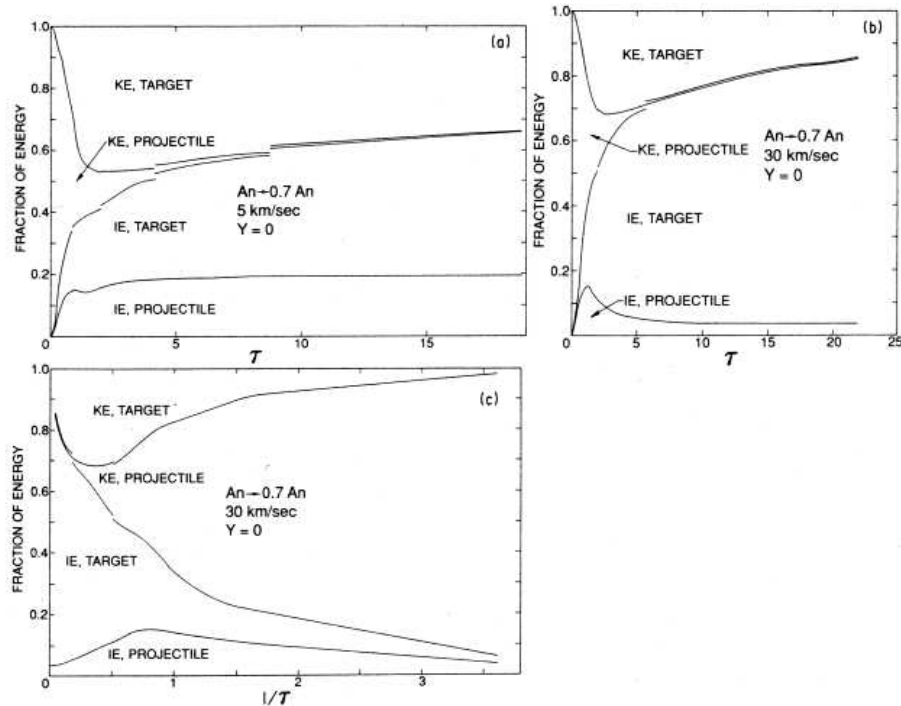 (a)
FRACTION OF ENERGY
1.0
0.8
0.6
0.4
0.2
KE, TARGET
KE, PROJECTILE
An→0.7 An
5 km/sec
Y = 0
IE, TARGET
IE, PROJECTILE
0
5
10
15
τ
(b)
FRACTION OF ENERGY
1.0
0.8
0.6
0.4
0.2
0
KE, TARGET
KE, PROJECTILE
An→0.7 An
30 km/sec
Y = 0
IE, TARGET
IE, PROJECTILE
0
5
10
15
20
25
τ
(c)
FRACTION OF ENERGY
1.0
0.8
0.6
0.4
0.2
KE, TARGET
KE, PROJECTILE
An→0.7 An
30 km/sec
Y = 0
IE, TARGET
IE, PROJECTILE
0
1
2
3
1/τ